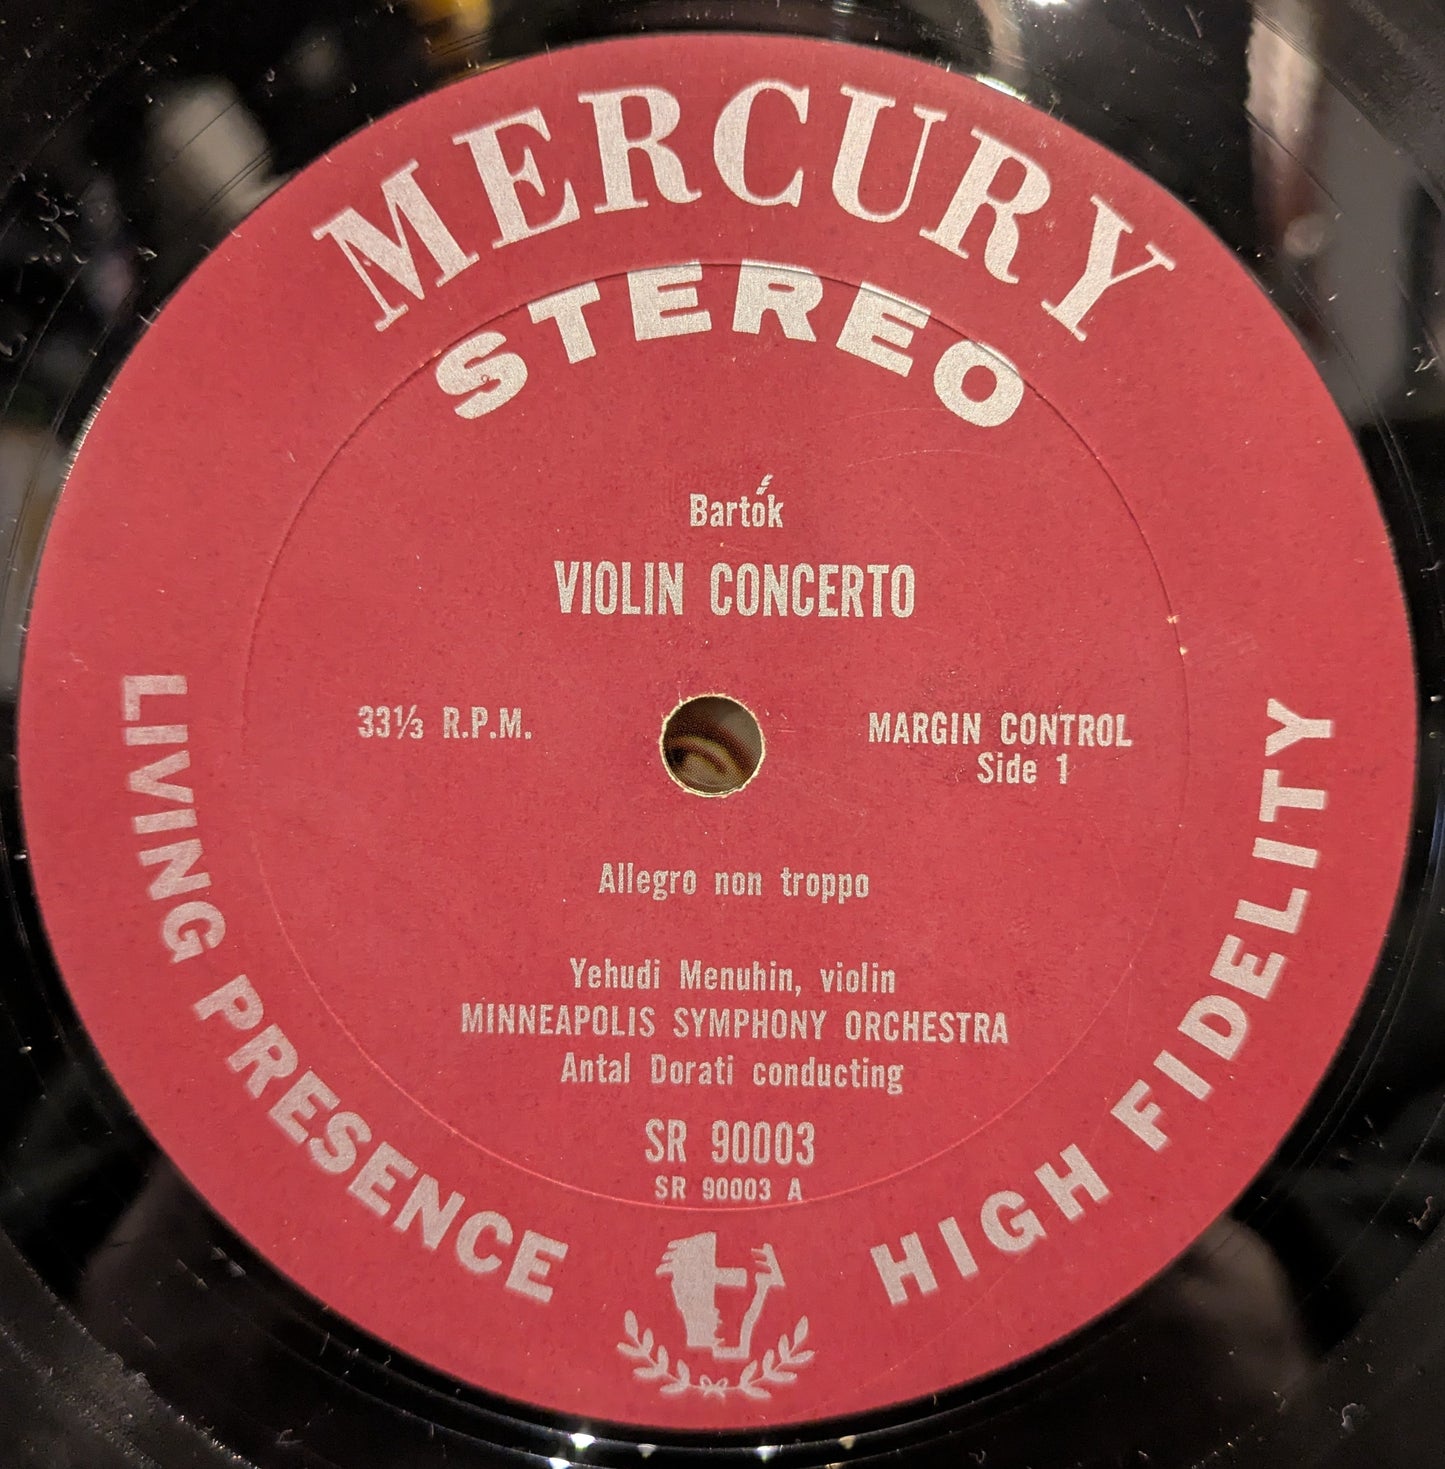 MERCURY
STEREO
Bartók
VIOLIN CONCERTO
33⅓ R.P.M.
MARGIN CONTROL
Side 1
Allegro non troppo
Yehudi Menuhin, violin
MINNEAPOLIS SYMPHONY ORCHESTRA
Antal Dorati conducting
SR 90003
SR 90003 A
LIVING PRESENCE
HIGH FIDELITY